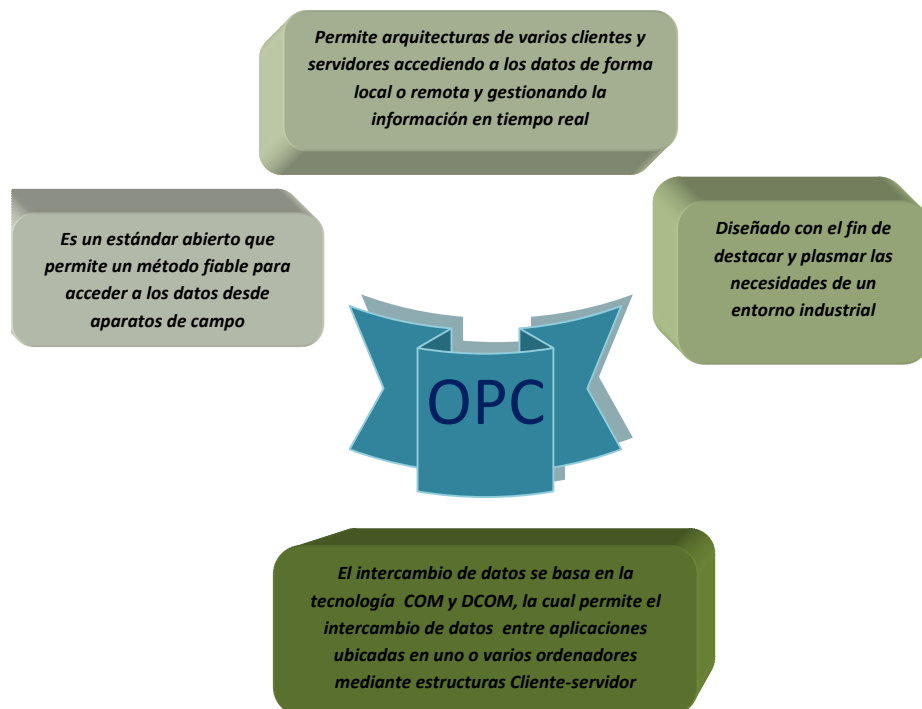 Permite arquitecturas de varios clientes y
servidores accediendo a los datos de forma
local o remota y gestionando la
información en tiempo real
Es un estándar abierto que
permite un método fiable para
acceder a los datos desde
aparatos de campo
Diseñado con el fin de
destacar y plasmar las
necesidades de un
entorno industrial
OPC
El intercambio de datos se basa en la
tecnología COM y DCOM, la cual permite el
intercambio de datos entre aplicaciones
ubicadas en uno o varios ordenadores
mediante estructuras Cliente-servidor